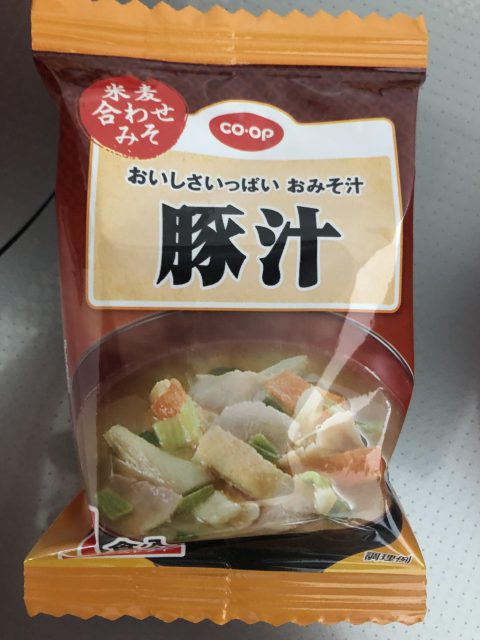 米麦
合わせ
みそ
CO·OP
おいしさいっぱい おみそ汁
豚汁
調理例